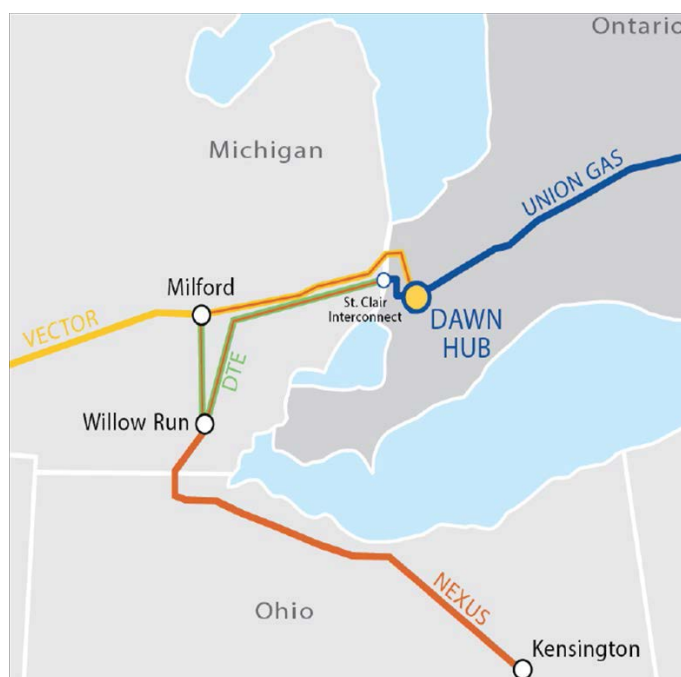 Ontario
Michigan
UNION GAS
Milford
St. Clair
Interconnect
DAWN
HUB
VECTOR
DTE
Willow Run
NEXUS
Ohio
Kensington